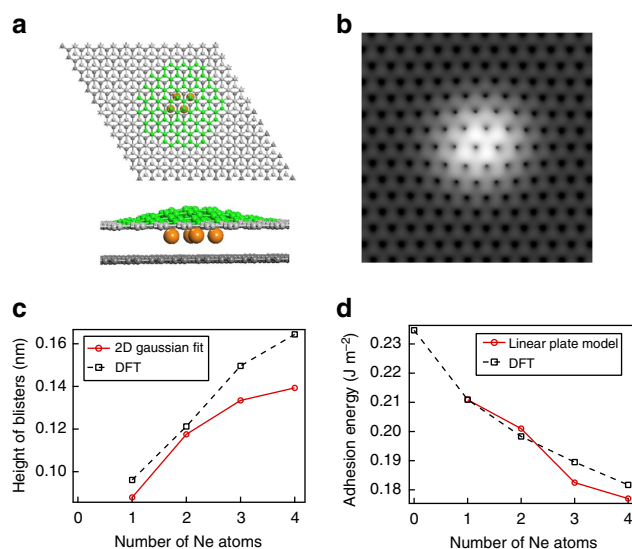 a
b
c
Height of blisters (nm)
0.16
0.14
0.12
0.10
2D gaussian fit
DFT
0
1
2
3
4
Number of Ne atoms
d
Adhesion energy (J m⁻²)
0.23
0.22
0.21
0.20
0.19
0.18
Linear plate model
DFT
0
1
2
3
4
Number of Ne atoms